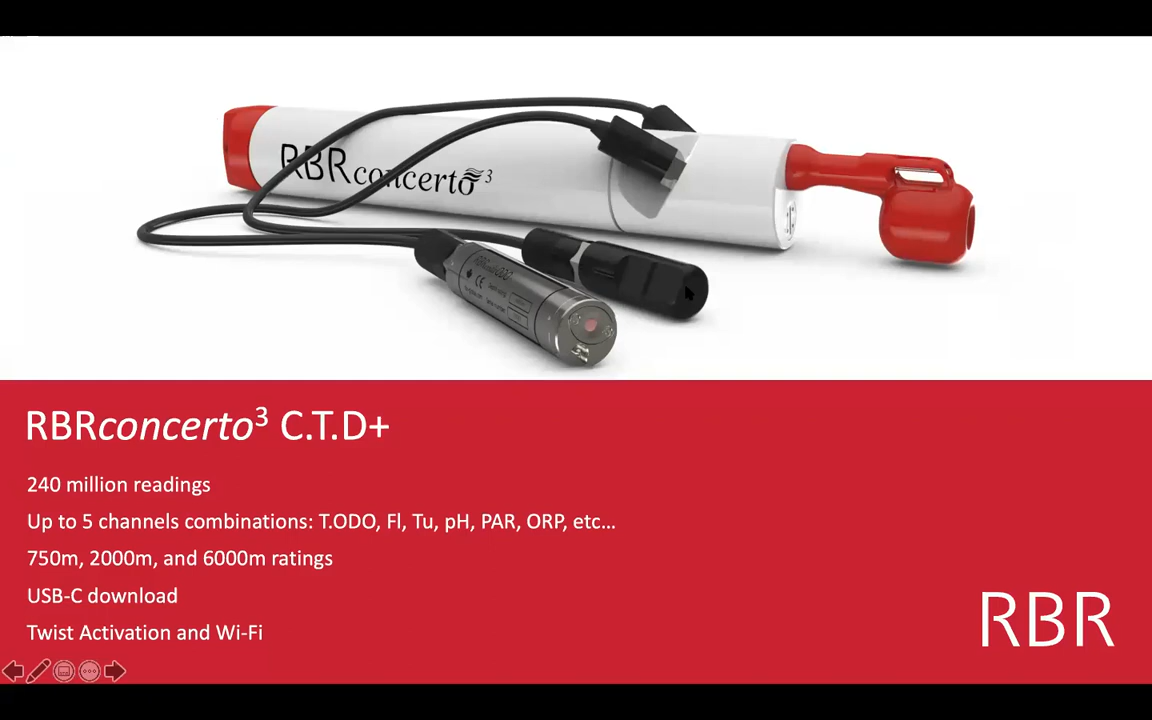 RBRconcerto³
RBRconcerto³ C.T.D+
240 million readings
Up to 5 channels combinations: T.ODO, Fl, Tu, pH, PAR, ORP, etc...
750m, 2000m, and 6000m ratings
USB-C download
Twist Activation and Wi-Fi
RBR